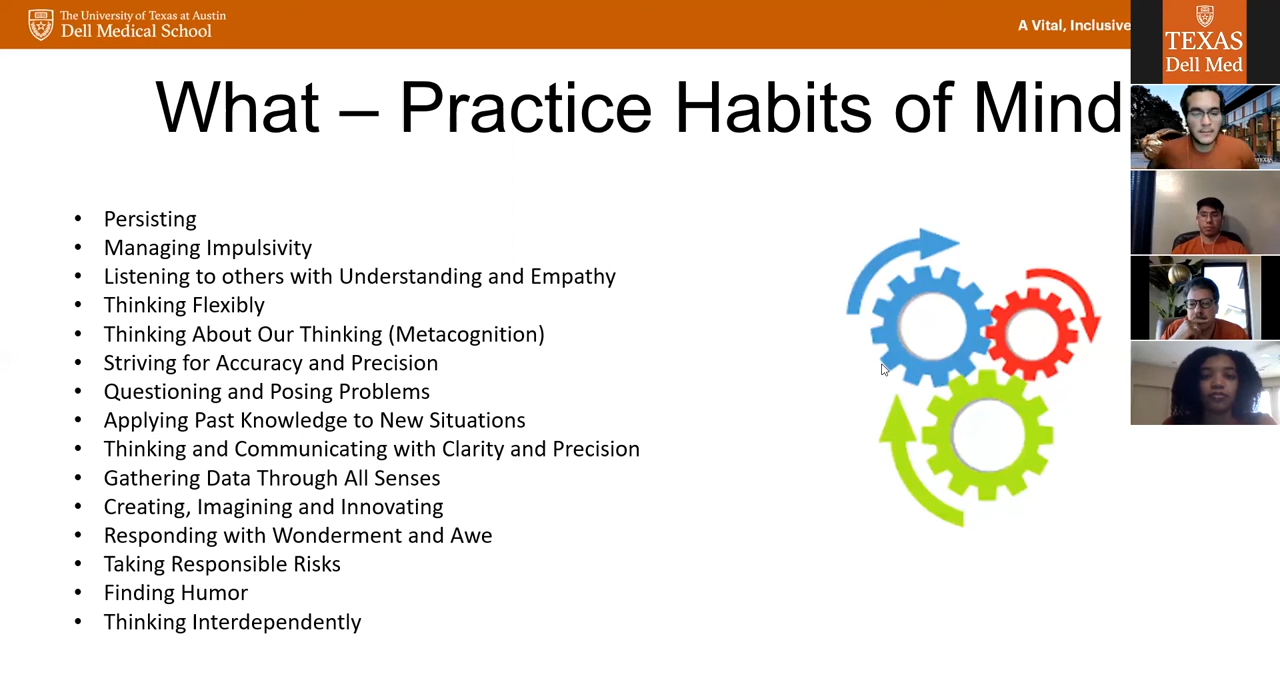 The University of Texas at Austin
Dell Medical School
A Vital, Inclusive
TEXAS
Dell Med
What – Practice Habits of Mind
• Persisting
• Managing Impulsivity
• Listening to others with Understanding and Empathy
• Thinking Flexibly
• Thinking About Our Thinking (Metacognition)
• Striving for Accuracy and Precision
• Questioning and Posing Problems
• Applying Past Knowledge to New Situations
• Thinking and Communicating with Clarity and Precision
• Gathering Data Through All Senses
• Creating, Imagining and Innovating
• Responding with Wonderment and Awe
• Taking Responsible Risks
• Finding Humor
• Thinking Interdependently